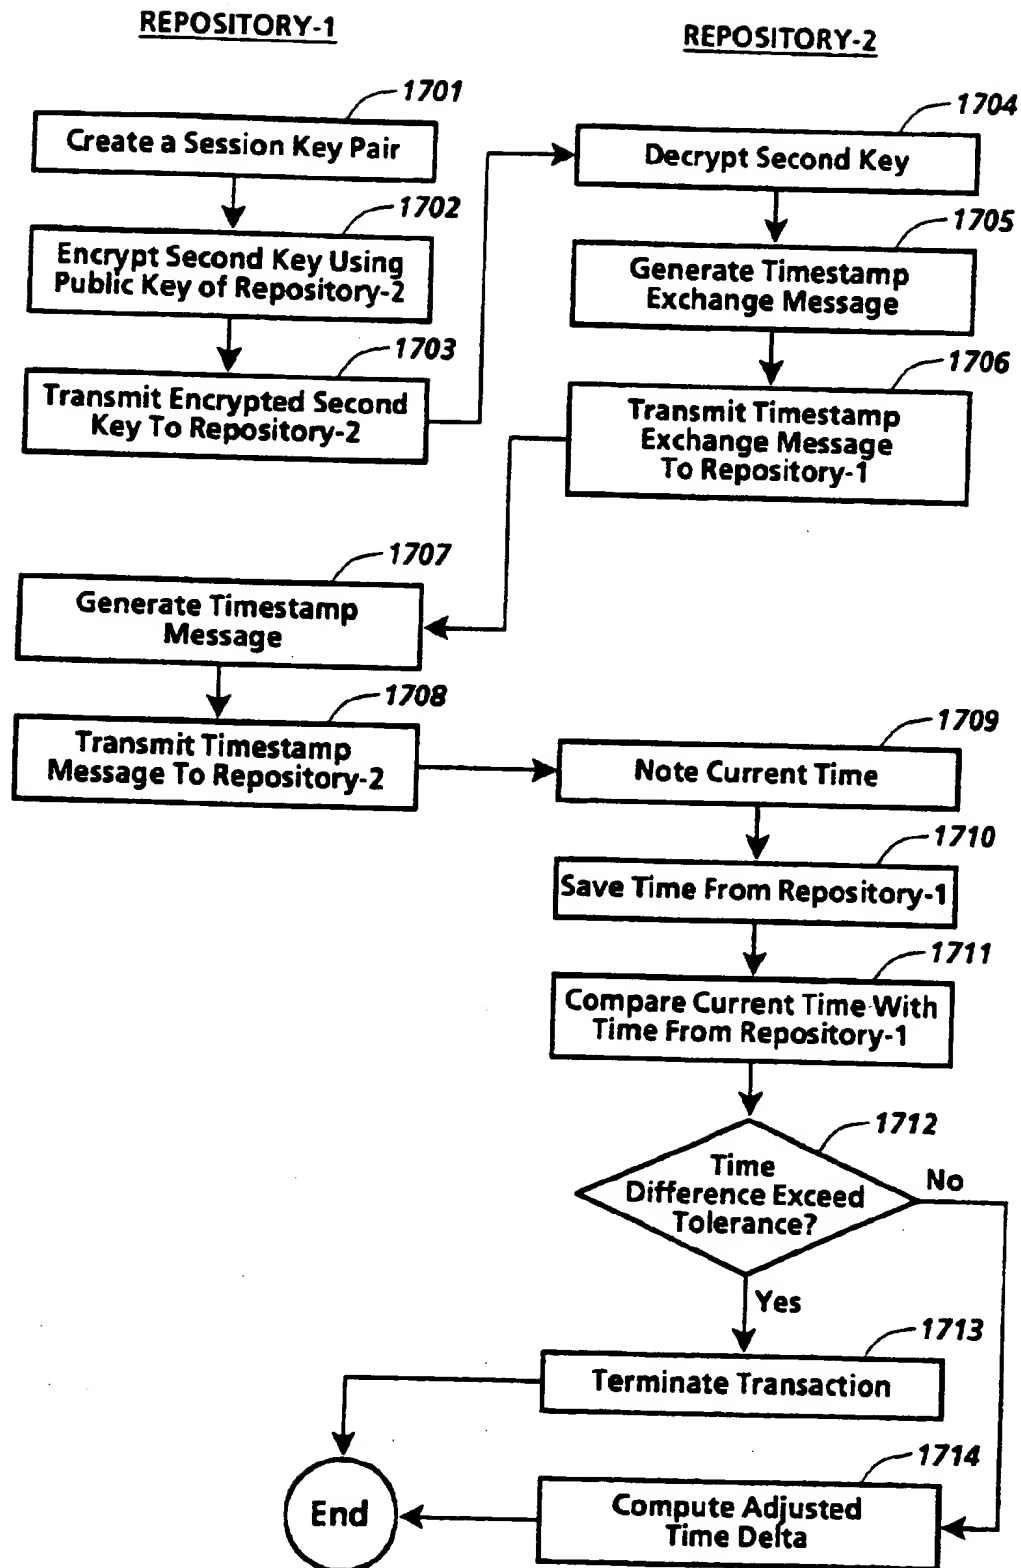 REPOSITORY-1
REPOSITORY-2
1701
Create a Session Key Pair
1702
Encrypt Second Key Using
Public Key of Repository-2
1703
Transmit Encrypted Second
Key To Repository-2
1704
Decrypt Second Key
1705
Generate Timestamp
Exchange Message
1706
Transmit Timestamp
Exchange Message
To Repository-1
1707
Generate Timestamp
Message
1708
Transmit Timestamp
Message To Repository-2
1709
Note Current Time
1710
Save Time From Repository-1
1711
Compare Current Time With
Time From Repository-1
1712
Time
Difference Exceed
Tolerance?
No
Yes
1713
Terminate Transaction
1714
Compute Adjusted
Time Delta
End